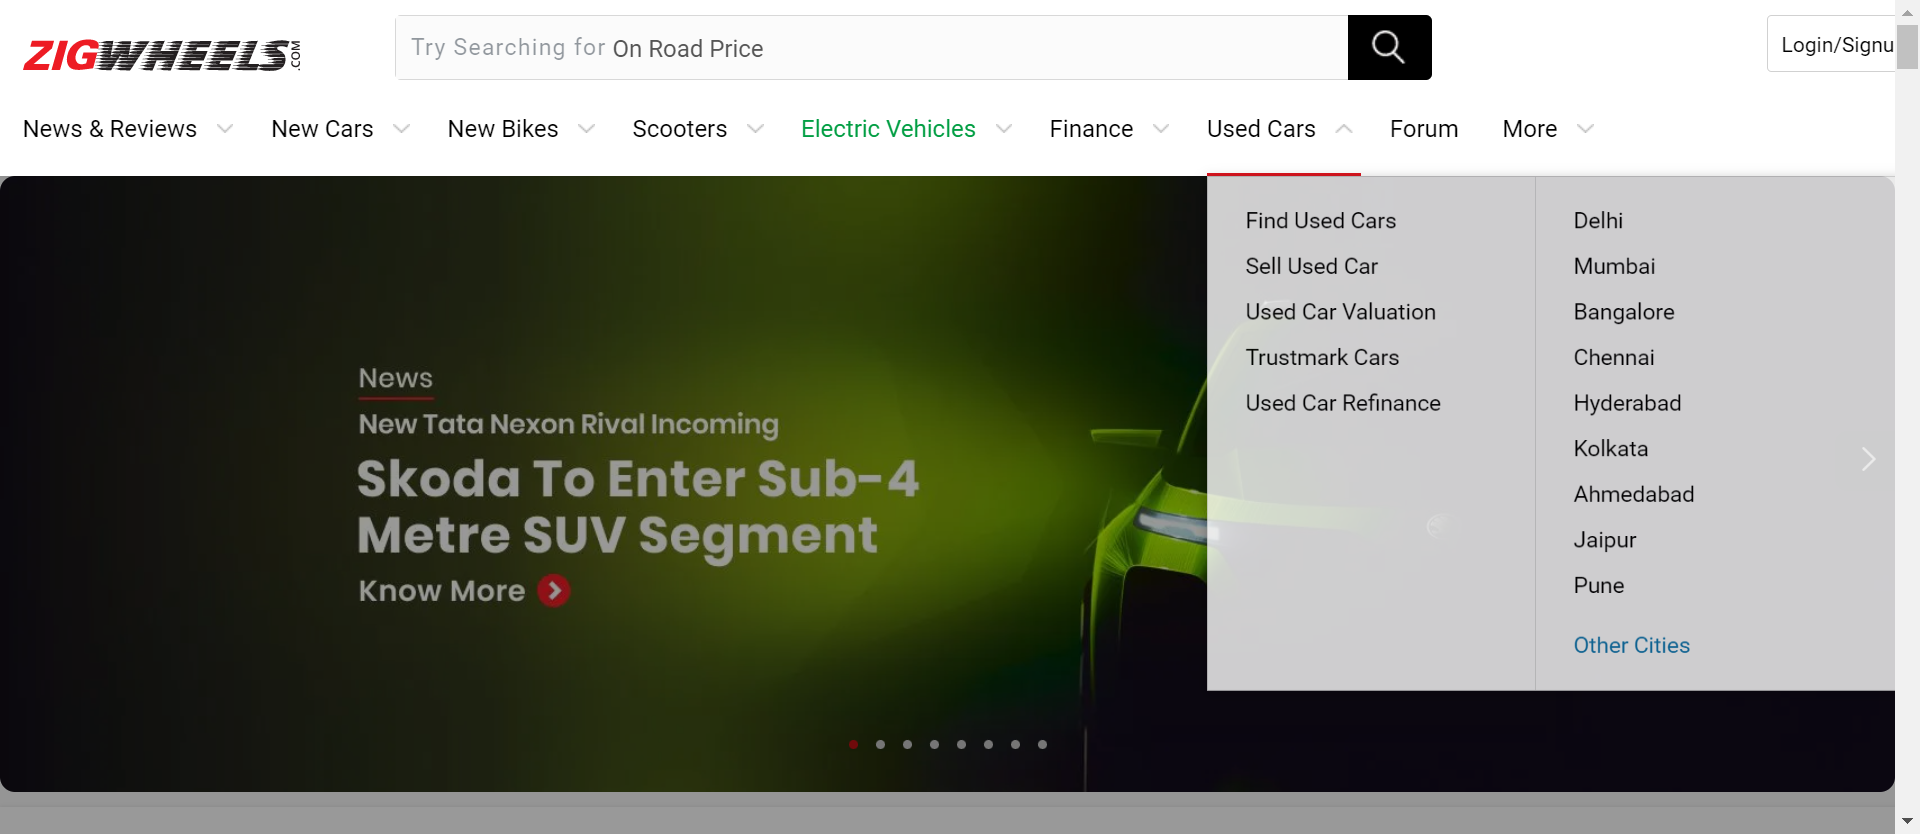 ZIGWHEELS.COM
Try Searching for On Road Price
Login/Signu
News & Reviews New Cars New Bikes Scooters Electric Vehicles Finance Used Cars Forum More
Find Used Cars
Sell Used Car
Used Car Valuation
Trustmark Cars
Used Car Refinance
Delhi
Mumbai
Bangalore
Chennai
Hyderabad
Kolkata
Ahmedabad
Jaipur
Pune
Other Cities
News
New Tata Nexon Rival Incoming
Skoda To Enter Sub-4
Metre SUV Segment
Know More